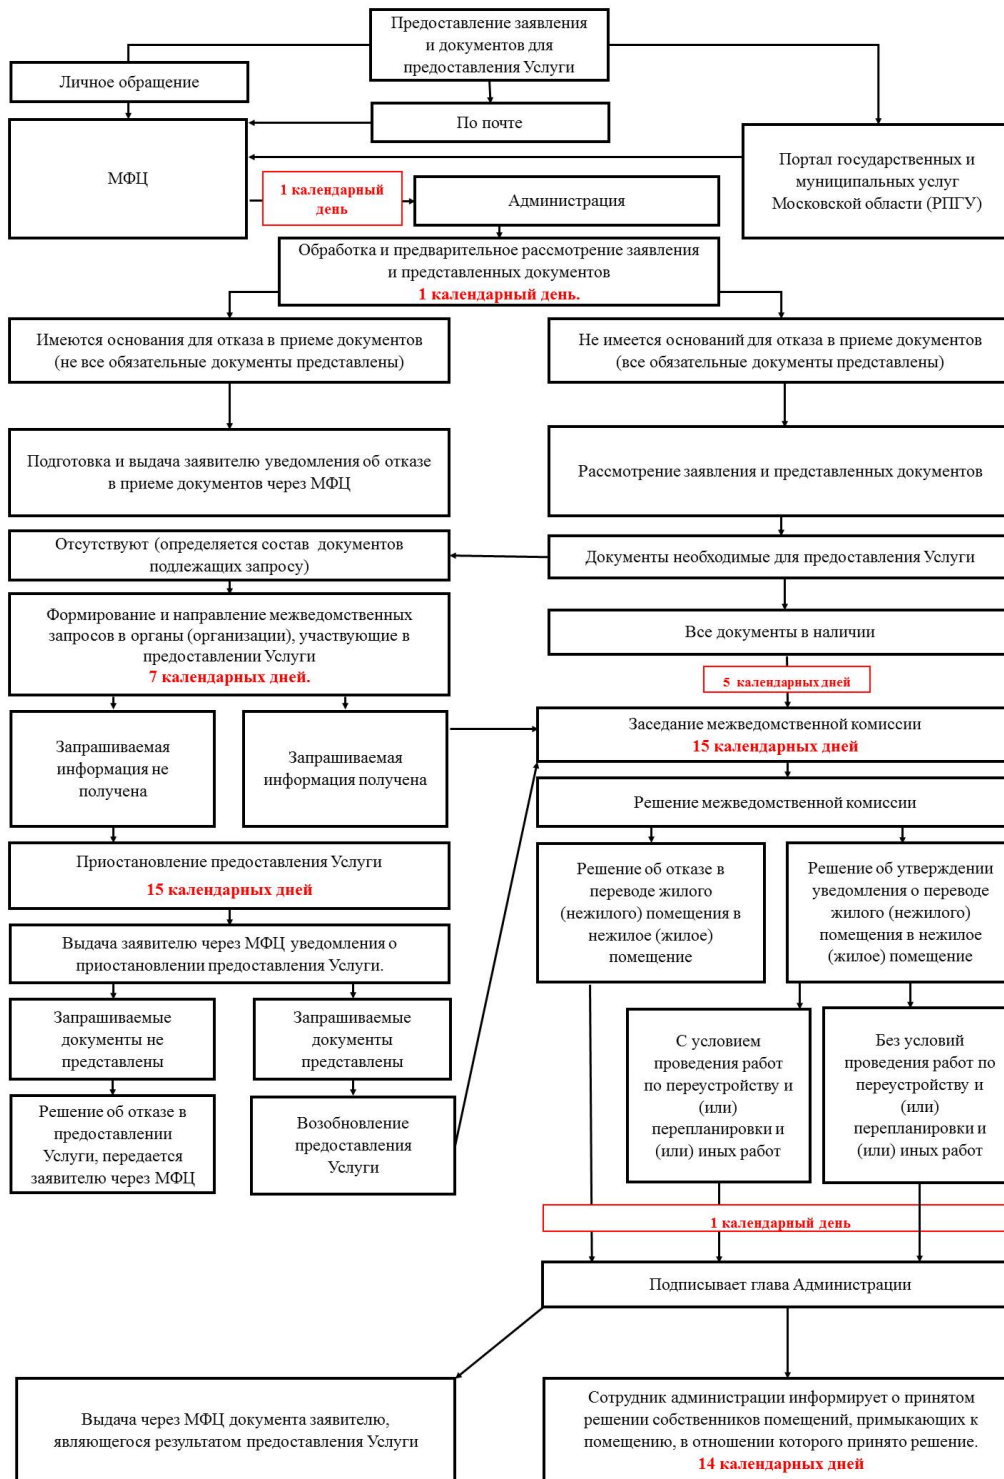 Предоставление заявления
и документов для
предоставления Услуги
Личное обращение
По почте
МФЦ
Портал государственных и
муниципальных услуг
Московской области (РПГУ)
1 календарный
день
Администрация
Обработка и предварительное рассмотрение заявления
и представленных документов
1 календарный день.
Имеются основания для отказа в приеме документов
(не все обязательные документы представлены)
Не имеется оснований для отказа в приеме документов
(все обязательные документы представлены)
Подготовка и выдача заявителю уведомления об отказе
в приеме документов через МФЦ
Рассмотрение заявления и представленных документов
Отсутствуют (определяется состав документов
подлежащих запросу)
Документы необходимые для предоставления Услуги
Формирование и направление межведомственных
запросов в органы (организации), участвующие в
предоставлении Услуги
7 календарных дней.
Все документы в наличии
5 календарных дней
Запрашиваемая
информация не
получена
Запрашиваемая
информация получена
Заседание межведомственной комиссии
15 календарных дней
Решение межведомственной комиссии
Приостановление предоставления Услуги
15 календарных дней
Решение об отказе в
переводе жилого
(нежилого) помещения в
нежилое (жилое)
помещение
Решение об утверждении
уведомления о переводе
жилого (нежилого)
помещения в нежилое
(жилое) помещение
Выдача заявителю через МФЦ уведомления о
приостановлении предоставления Услуги.
Запрашиваемые
документы не
представлены
Запрашиваемые
документы
представлены
С условием
проведения работ
по переустройству и
(или)
перепланировки и
(или) иных работ
Без условий
проведения работ по
переустройству и
(или)
перепланировки и
(или) иных работ
Решение об отказе в
предоставлении
Услуги, передается
заявителю через МФЦ
Возобновление
предоставления
Услуги
1 календарный день
Подписывает глава Администрации
Выдача через МФЦ документа заявителю,
являющегося результатом предоставления Услуги
Сотрудник администрации информирует о принятом
решении собственников помещений, примыкающих к
помещению, в отношении которого принято решение.
14 календарных дней